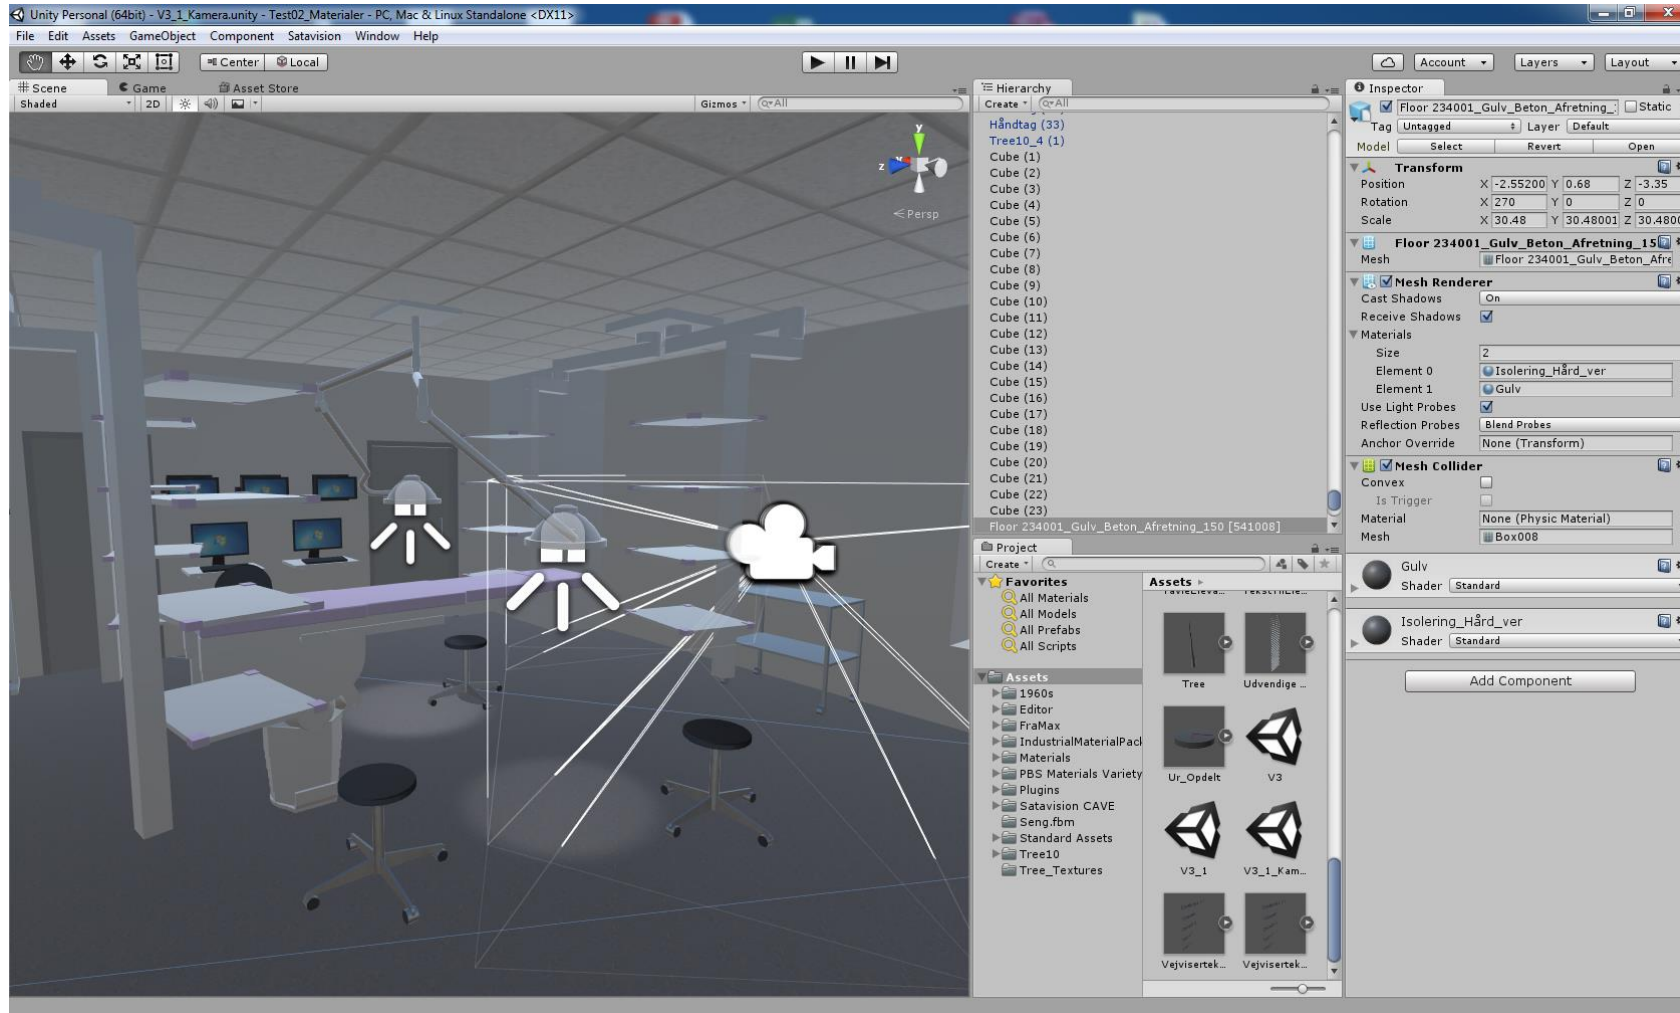 Unity Personal (64bit) - V3_1_Kamera.unity - Test02_Materialer - PC, Mac & Linux Standalone <DX11>
File Edit Assets GameObject Component Satavision Window Help
Center Local Account Layers Layout
Scene Game Asset Store
Shaded 2D Gizmos All
y
z
Persp
Hierarchy
Create All
Håndtag (33)
Tree10_4 (1)
Cube (1)
Cube (2)
Cube (3)
Cube (4)
Cube (5)
Cube (6)
Cube (7)
Cube (8)
Cube (9)
Cube (10)
Cube (11)
Cube (12)
Cube (13)
Cube (14)
Cube (15)
Cube (16)
Cube (17)
Cube (18)
Cube (19)
Cube (20)
Cube (21)
Cube (22)
Cube (23)
Floor 234001_Gulv_Beton_Afretning_150 [541008]
Project
Create
Favorites
All Materials
All Models
All Prefabs
All Scripts
Assets
1960s
Editor
FraMax
IndustrialMaterialPack
Materials
PBS Materials Variety
Plugins
Satavision CAVE
Seng.fbm
Standard Assets
Tree10
Tree_Textures
Assets
Tree Udvendige ...
Ur_Opdelt V3
V3_1 V3_1_Kam...
Vejvisertek... Vejvisertek...
Inspector
Floor 234001_Gulv_Beton_Afretning_: Static
Tag Untagged Layer Default
Model Select Revert Open
Transform
Position X -2.55200 Y 0.68 Z -3.35
Rotation X 270 Y 0 Z 0
Scale X 30.48 Y 30.48001 Z 30.4800
Floor 234001_Gulv_Beton_Afretning_15
Mesh Floor 234001_Gulv_Beton_Afre
Mesh Renderer
Cast Shadows On
Receive Shadows
Materials
Size 2
Element 0 Isolering_Hård_ver
Element 1 Gulv
Use Light Probes
Reflection Probes Blend Probes
Anchor Override None (Transform)
Mesh Collider
Convex
Is Trigger
Material None (Physic Material)
Mesh Box008
Gulv
Shader Standard
Isolering_Hård_ver
Shader Standard
Add Component